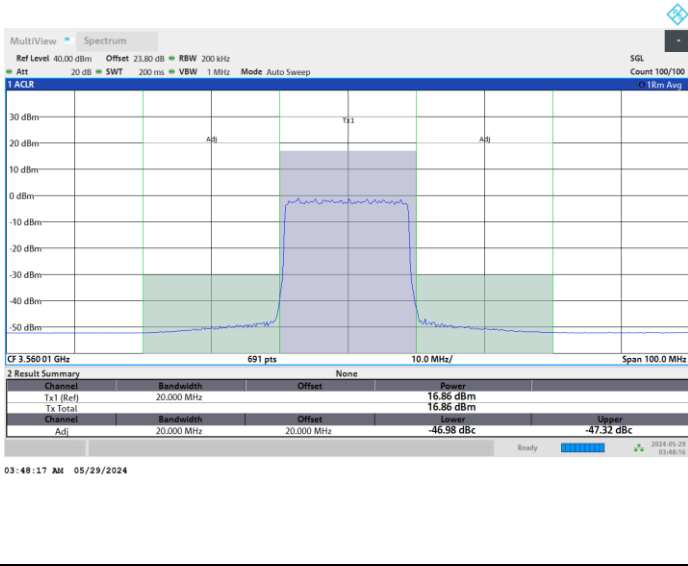 MultiView Spectrum
Ref Level 40.00 dBm Offset 23.80 dB RBW 200 kHz SGL
Att 20 dB SWT 200 ms VBW 1 MHz Mode Auto Sweep Count 100/100
1 ACLR 1Rm Avg
30 dBm
Tx1
20 dBm
Adj Adj
10 dBm
0 dBm
-10 dBm
-20 dBm
-30 dBm
-40 dBm
-50 dBm
CF 3.560 01 GHz 691 pts 10.0 MHz/ Span 100.0 MHz
2 Result Summary None
Channel Bandwidth Offset Power
Tx1 (Ref) 20.000 MHz 16.86 dBm
Tx Total 16.86 dBm
Channel Bandwidth Offset Lower Upper
Adj 20.000 MHz 20.000 MHz -46.98 dBc -47.32 dBc
Ready 2024-05-29
03:48:16
03:48:17 AM 05/29/2024